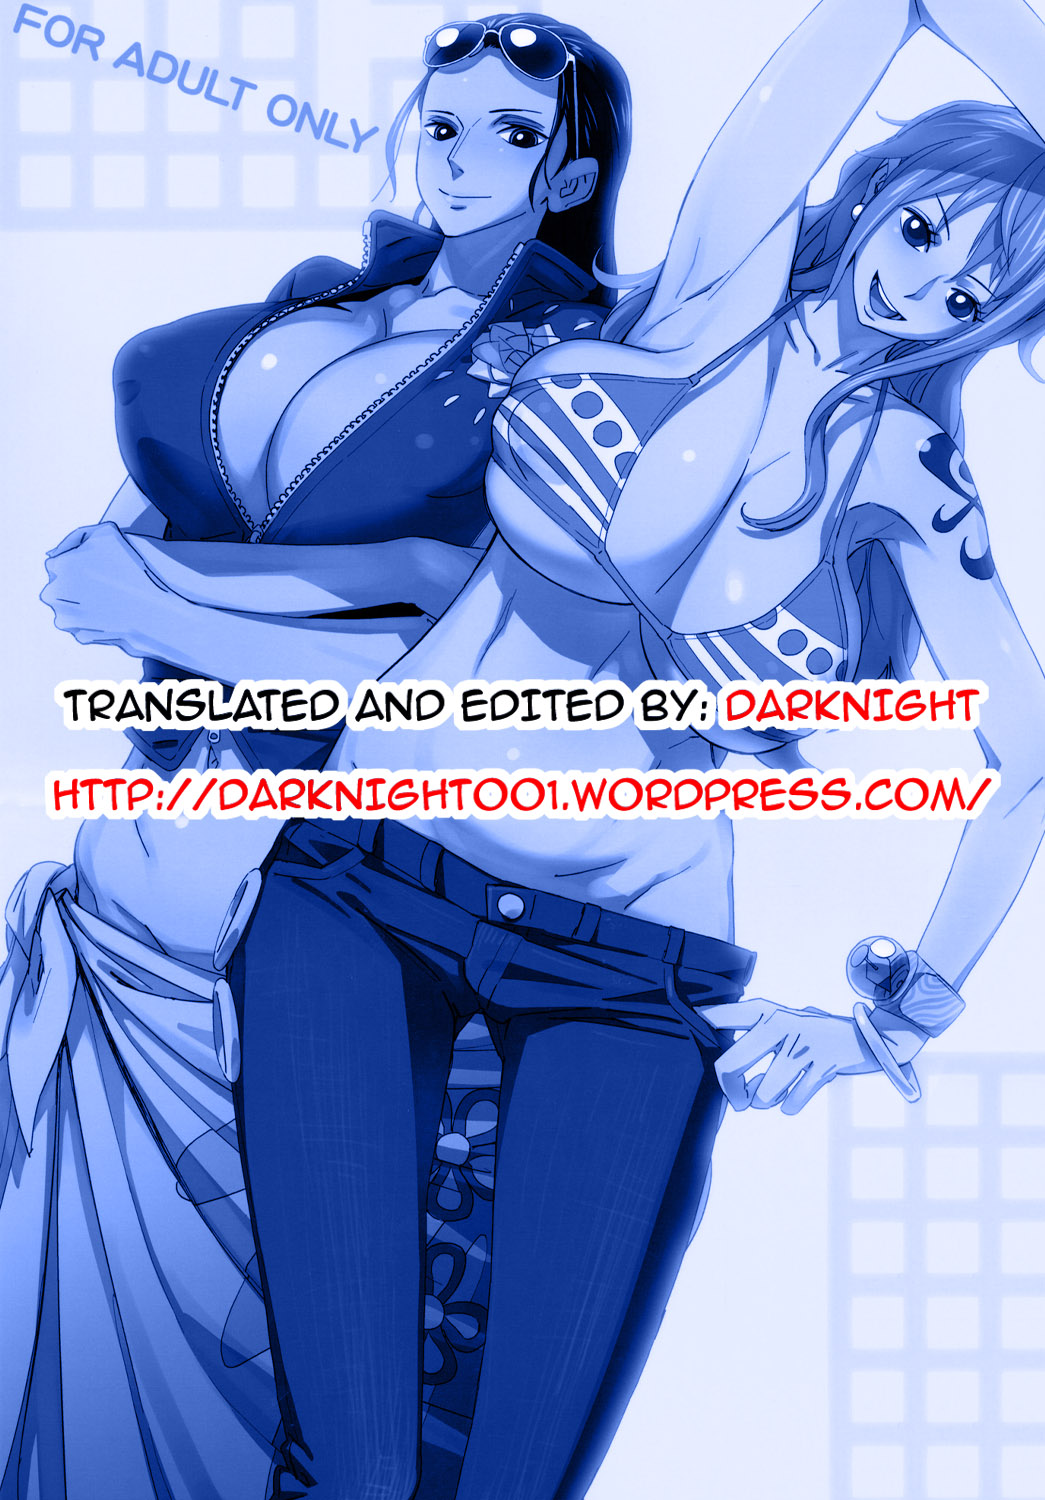 FOR ADULT ONLY
TRANSLATED AND EDITED BY: DARKNIGHT
HTTP://DARKNIGHT001.WORDPRESS.COM/